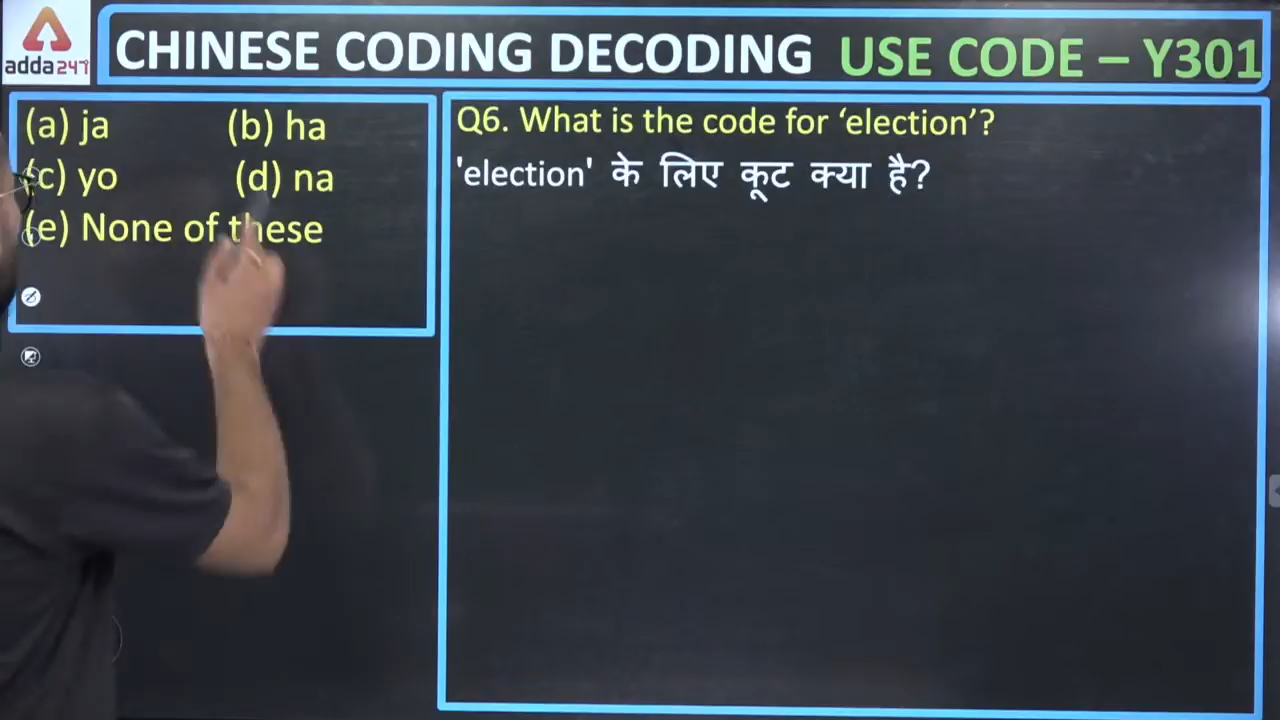 adda247
CHINESE CODING DECODING USE CODE – Y301
(a) ja (b) ha
(c) yo (d) na
(e) None of these
Q6. What is the code for ‘election’?
'election' के लिए कूट क्या है?